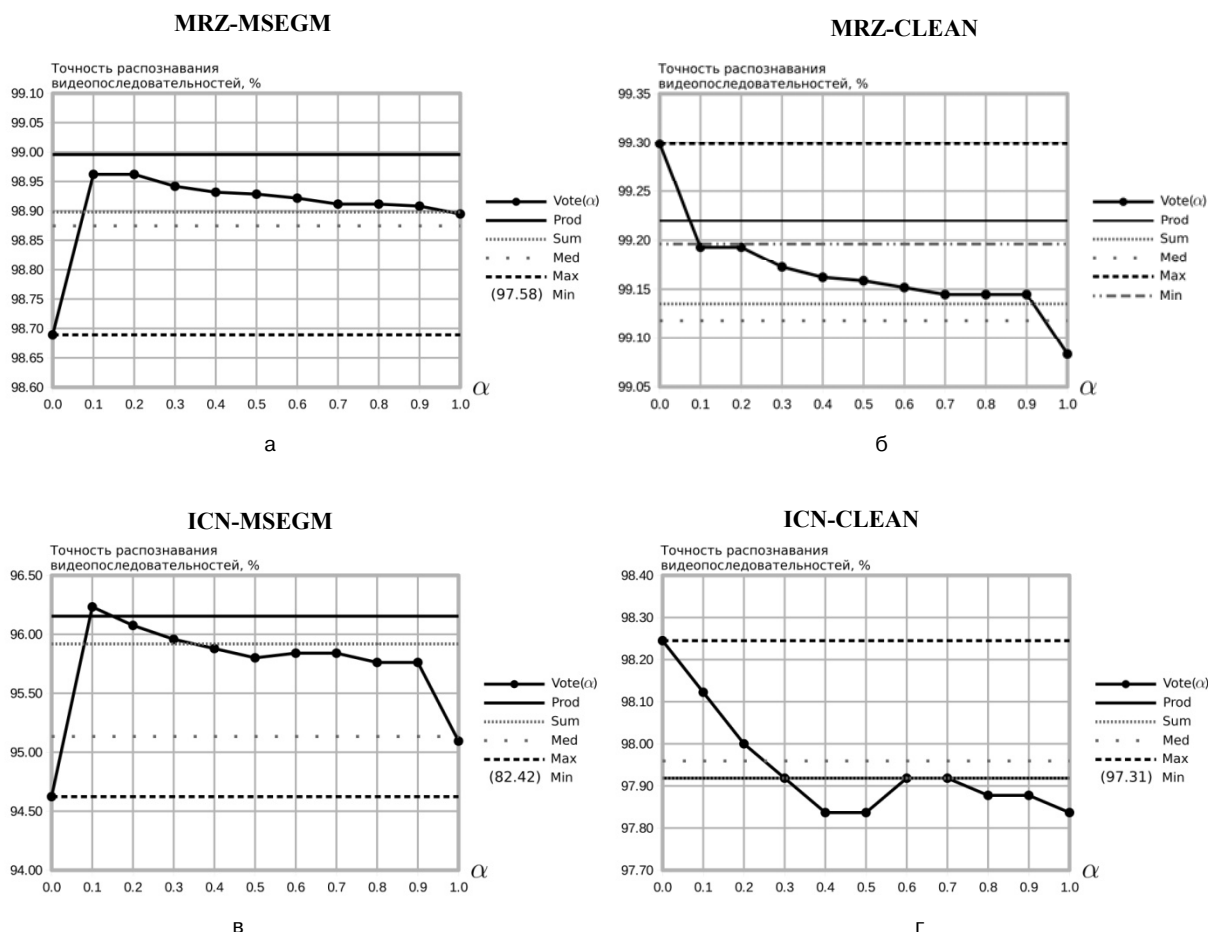 MRZ-MSEGM
Точность распознавания
видеопоследовательностей, %
99.10
99.05
99.00
98.95
98.90
98.85
98.80
98.75
98.70
98.65
98.60
0.0 0.1 0.2 0.3 0.4 0.5 0.6 0.7 0.8 0.9 1.0
α
Vote(α)
Prod
Sum
Med
Max
(97.58) Min
а
MRZ-CLEAN
Точность распознавания
видеопоследовательностей, %
99.35
99.30
99.25
99.20
99.15
99.10
99.05
0.0 0.1 0.2 0.3 0.4 0.5 0.6 0.7 0.8 0.9 1.0
α
Vote(α)
Prod
Sum
Med
Max
Min
б
ICN-MSEGM
Точность распознавания
видеопоследовательностей, %
96.50
96.00
95.50
95.00
94.50
94.00
0.0 0.1 0.2 0.3 0.4 0.5 0.6 0.7 0.8 0.9 1.0
α
Vote(α)
Prod
Sum
Med
Max
(82.42) Min
в
ICN-CLEAN
Точность распознавания
видеопоследовательностей, %
98.40
98.30
98.20
98.10
98.00
97.90
97.80
97.70
0.0 0.1 0.2 0.3 0.4 0.5 0.6 0.7 0.8 0.9 1.0
α
Vote(α)
Prod
Sum
Med
Max
(97.31) Min
г